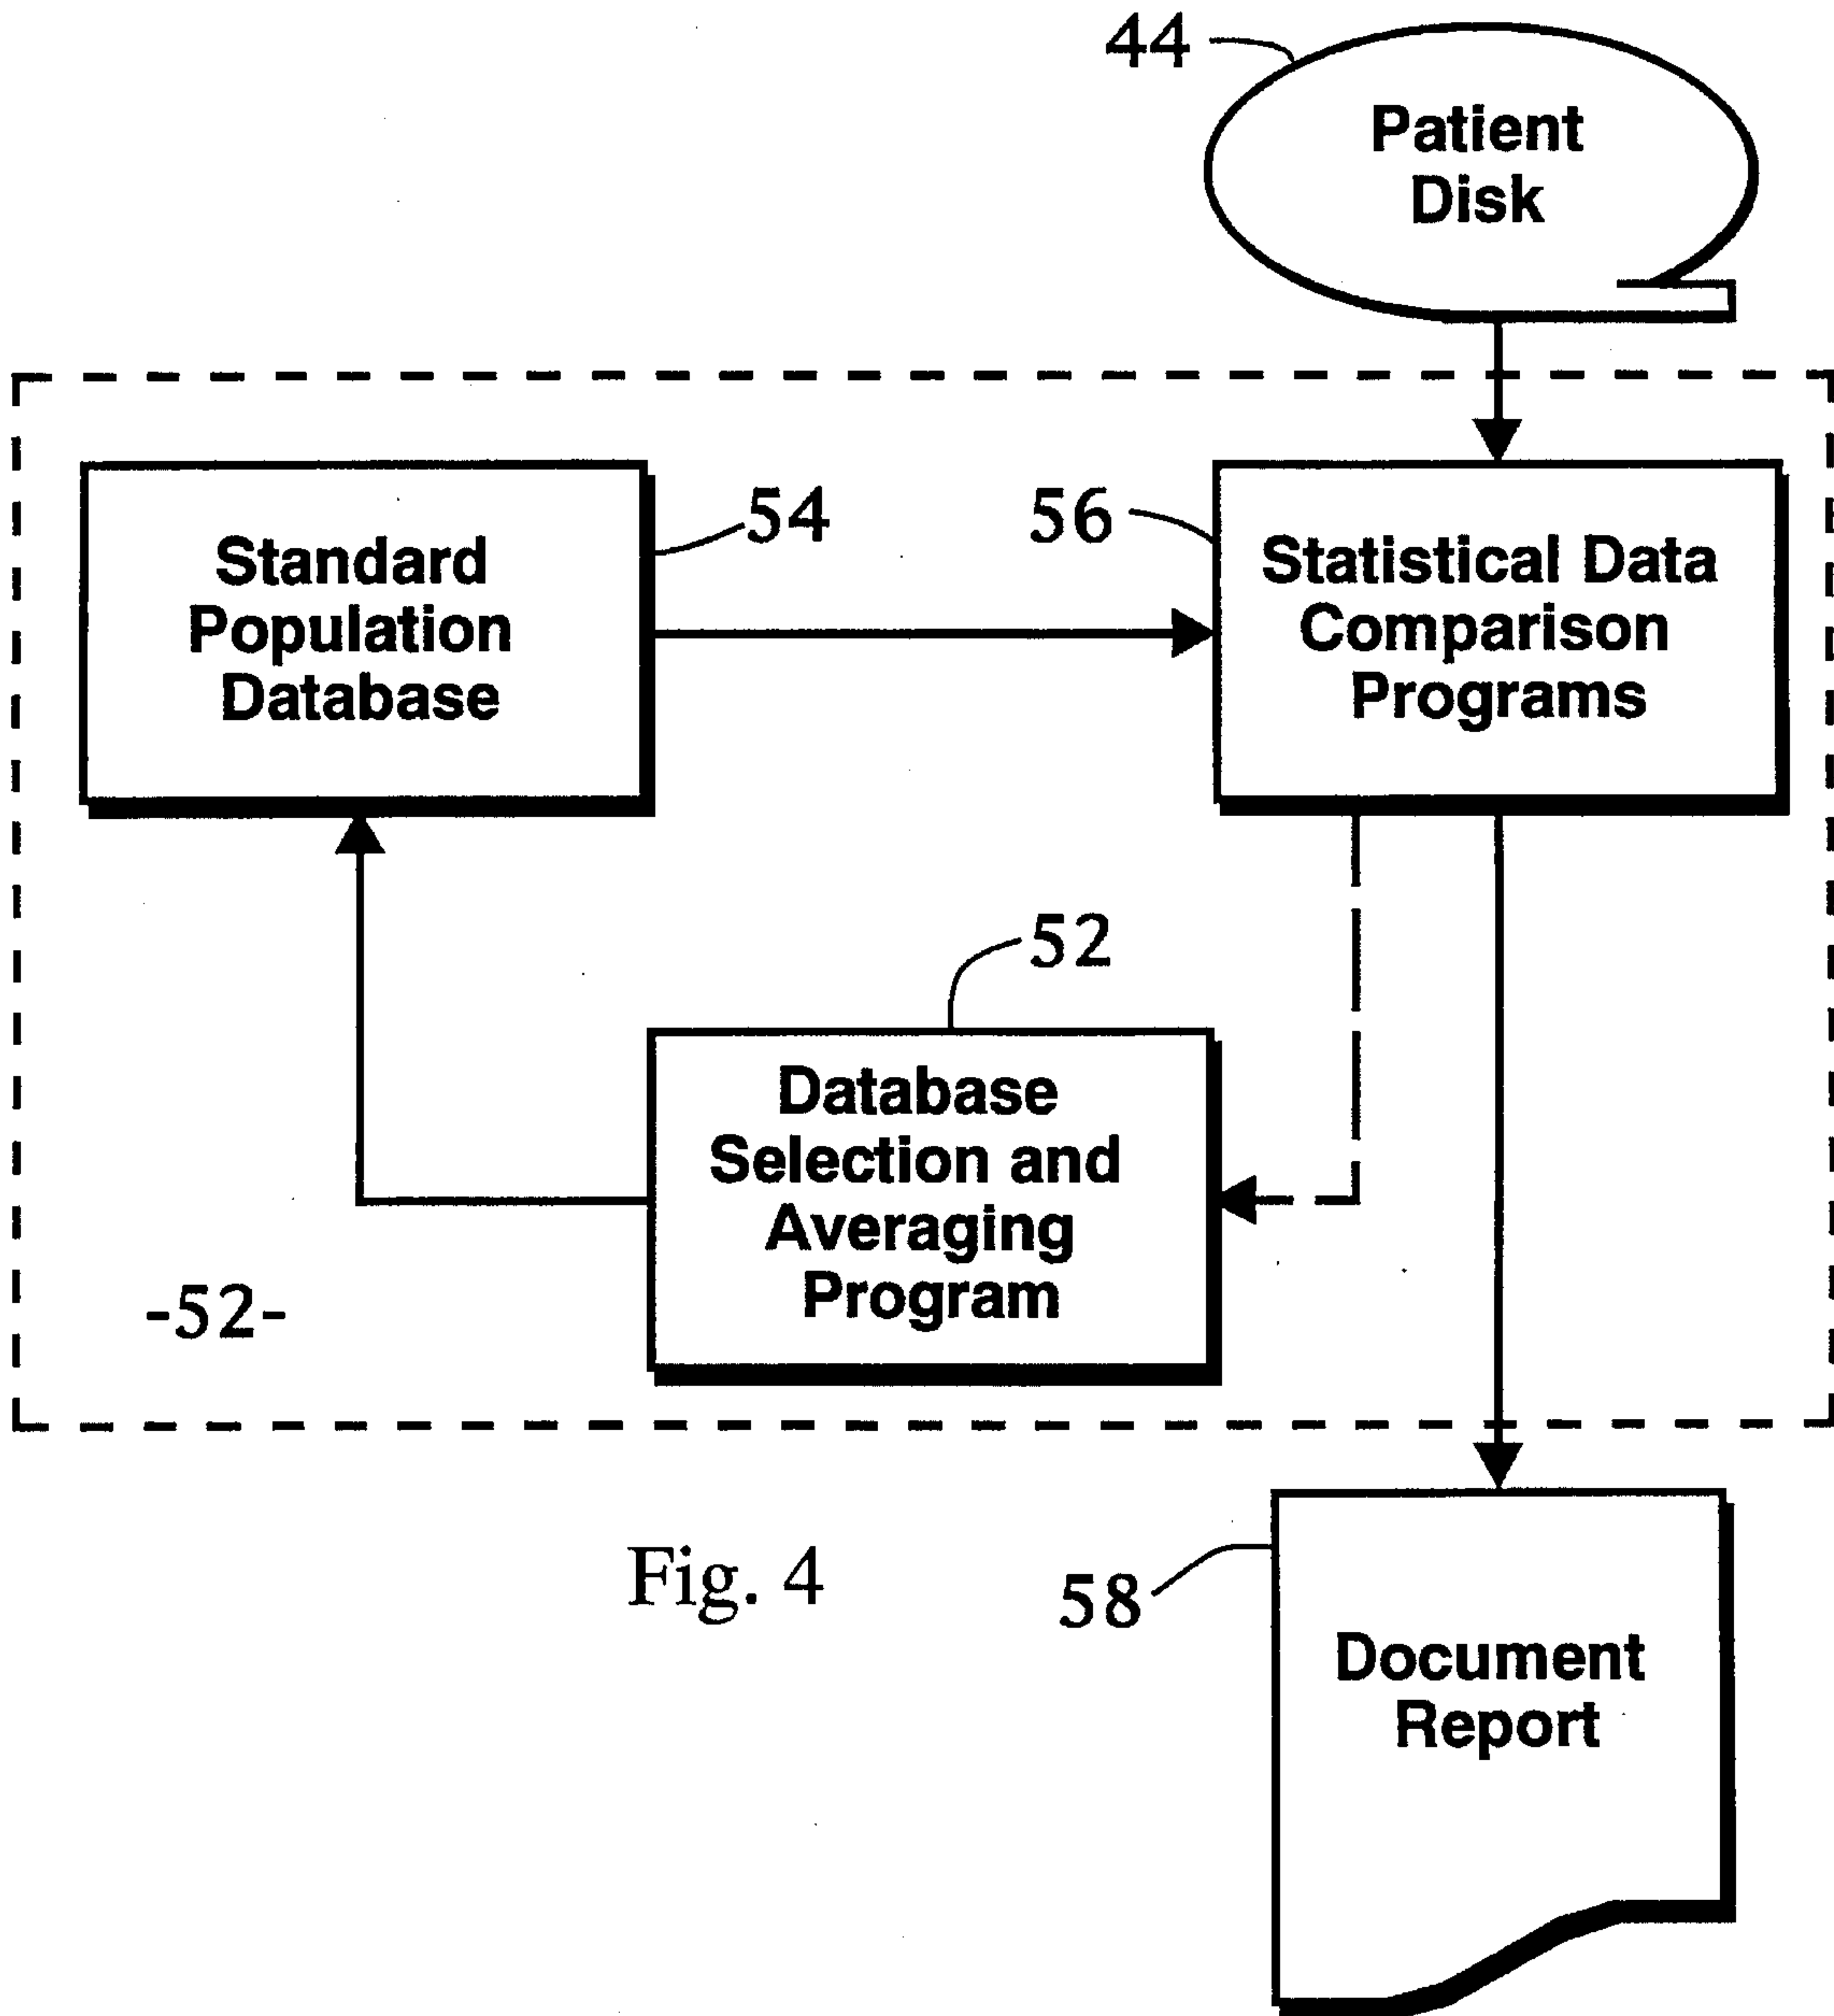 44
Patient
Disk
54
56
Standard
Population
Database
Statistical Data
Comparison
Programs
52
Database
Selection and
Averaging
Program
-52-
Fig. 4
58
Document
Report